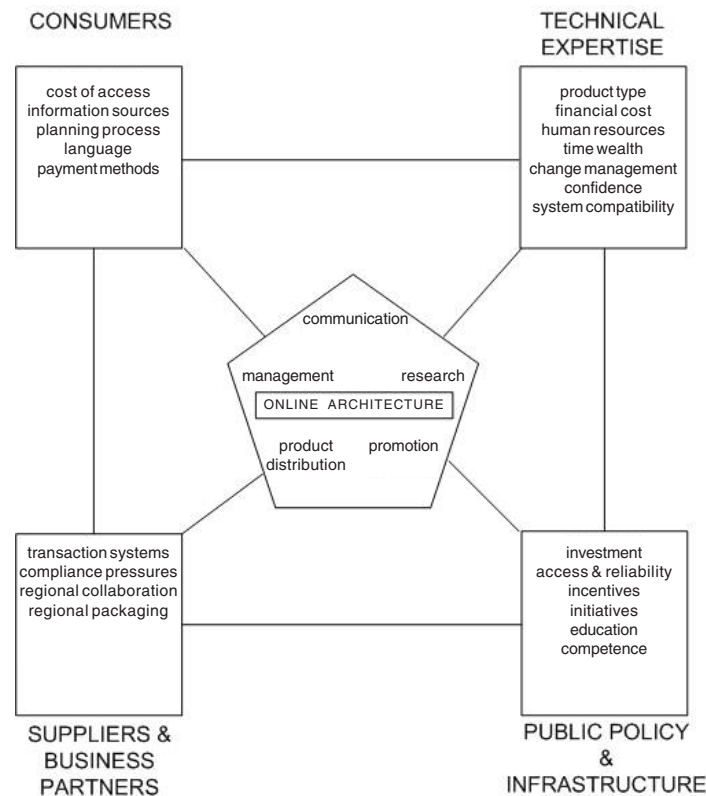 CONSUMERS
cost of access
information sources
planning process
language
payment methods
TECHNICAL
EXPERTISE
product type
financial cost
human resources
time wealth
change management
confidence
system compatibility
communication
management
research
ONLINE ARCHITECTURE
product
distribution
promotion
transaction systems
compliance pressures
regional collaboration
regional packaging
SUPPLIERS &
BUSINESS
PARTNERS
investment
access & reliability
incentives
initiatives
education
competence
PUBLIC POLICY
&
INFRASTRUCTURE